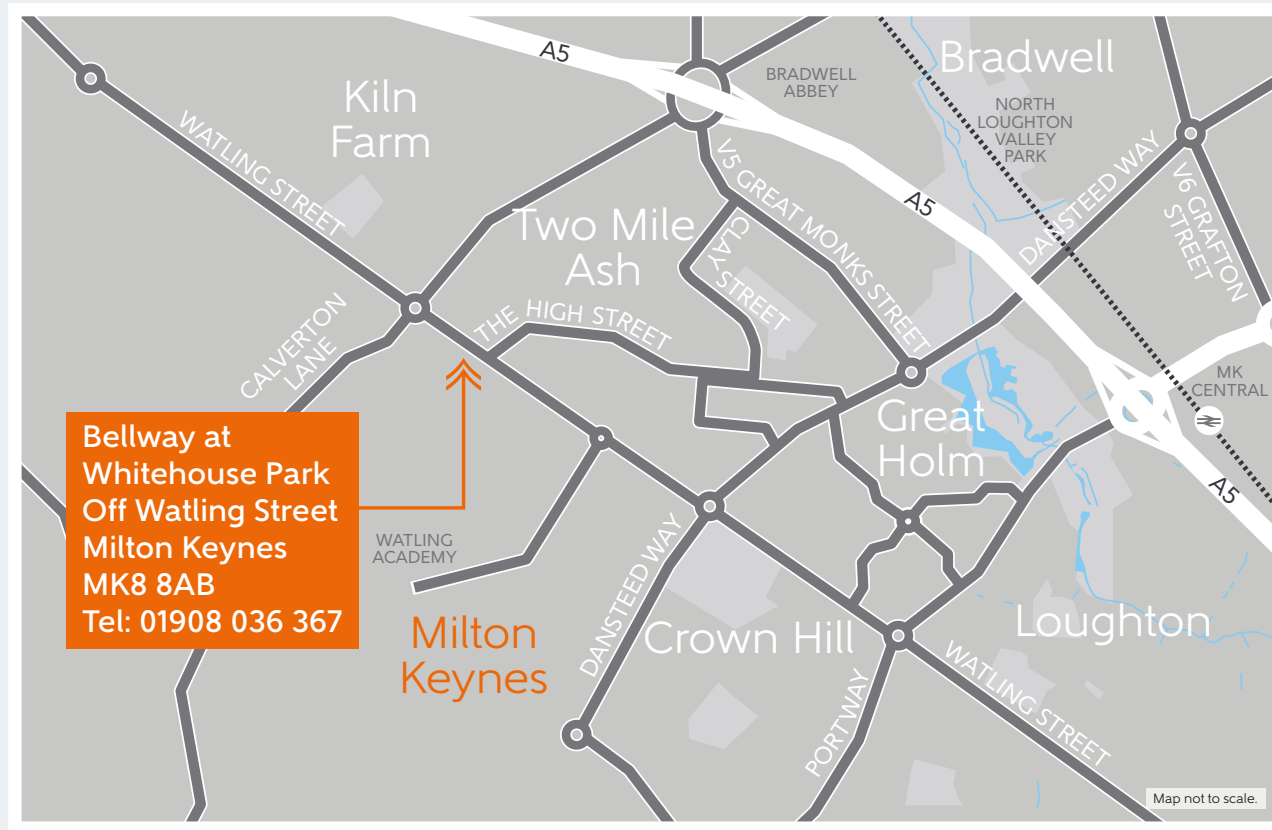 A5
BRADWELL
ABBEY
Bradwell
Kiln
Farm
NORTH
LOUGHTON
VALLEY
PARK
WATLING STREET
V5 GREAT MONKS STREET
DANSTEED WAY
V6 GRAFTON
STREET
A5
Two Mile
Ash
CLAY
STREET
THE HIGH STREET
CALVERTON
LANE
MK
CENTRAL
Great
Holm
A5
Bellway at
Whitehouse Park
Off Watling Street
Milton Keynes
MK8 8AB
Tel: 01908 036 367
WATLING
ACADEMY
DANSTEED WAY
Milton
Keynes
Crown Hill
Loughton
WATLING STREET
PORTWAY
Map not to scale.